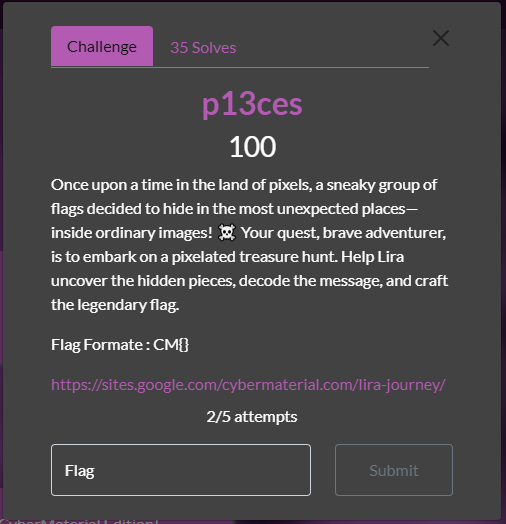 Challenge
35 Solves
p13ces
100
Once upon a time in the land of pixels, a sneaky group of
flags decided to hide in the most unexpected places—
inside ordinary images! ☠️ Your quest, brave adventurer,
is to embark on a pixelated treasure hunt. Help Lira
uncover the hidden pieces, decode the message, and craft
the legendary flag.
Flag Formate : CM{}
https://sites.google.com/cybermaterial.com/lira-journey/
2/5 attempts
Flag
Submit
CyberMaterial Edition!